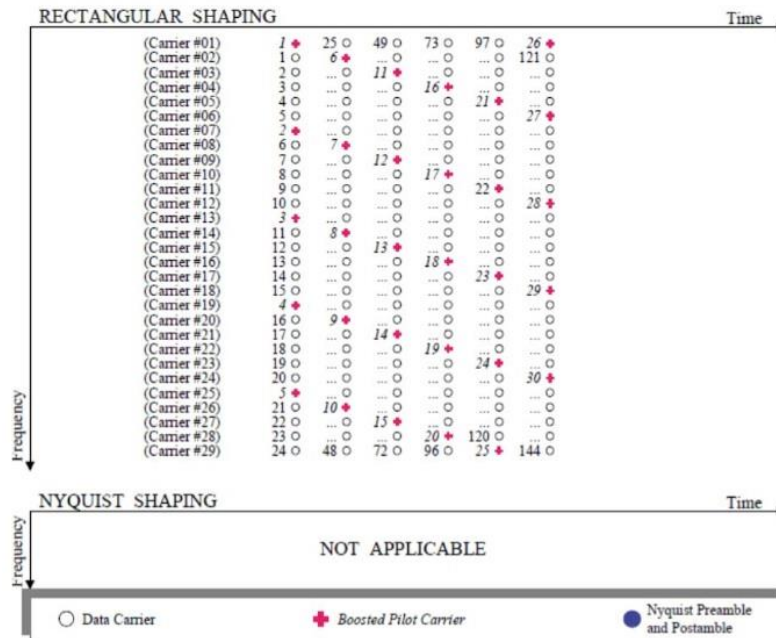 RECTANGULAR SHAPING Time
(Carrier #01) 1 25 49 73 97 26
(Carrier #02) 1 6 ... ... ... 121
(Carrier #03) 2 ... 11 ... ... ...
(Carrier #04) 3 ... ... 16 ... ...
(Carrier #05) 4 ... ... ... 21 ...
(Carrier #06) 5 ... ... ... ... 27
(Carrier #07) 2 ... ... ... ... ...
(Carrier #08) 6 7 ... ... ... ...
(Carrier #09) 7 ... 12 ... ... ...
(Carrier #10) 8 ... ... 17 ... ...
(Carrier #11) 9 ... ... ... 22 ...
(Carrier #12) 10 ... ... ... ... 28
(Carrier #13) 3 ... ... ... ... ...
(Carrier #14) 11 8 ... ... ... ...
(Carrier #15) 12 ... 13 ... ... ...
(Carrier #16) 13 ... ... 18 ... ...
(Carrier #17) 14 ... ... ... 23 ...
(Carrier #18) 15 ... ... ... ... 29
(Carrier #19) 4 ... ... ... ... ...
(Carrier #20) 16 9 ... ... ... ...
(Carrier #21) 17 ... 14 ... ... ...
(Carrier #22) 18 ... ... 19 ... ...
(Carrier #23) 19 ... ... ... 24 ...
(Carrier #24) 20 ... ... ... ... 30
(Carrier #25) 5 ... ... ... ... ...
(Carrier #26) 21 10 ... ... ... ...
(Carrier #27) 22 ... 15 ... ... ...
(Carrier #28) 23 ... ... 20 120 ...
(Carrier #29) 24 48 72 96 25 144
Frequency
NYQUIST SHAPING Time
Frequency
NOT APPLICABLE
Data Carrier
Boosted Pilot Carrier
Nyquist Preamble
and Postamble